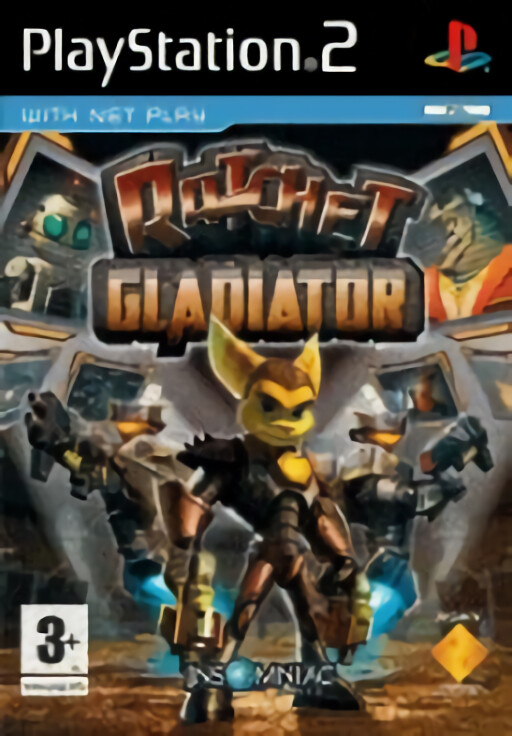 PlayStation.2
WITH NET PLAY
RATCHET
GLADIATOR
3+
INSOMNIAC